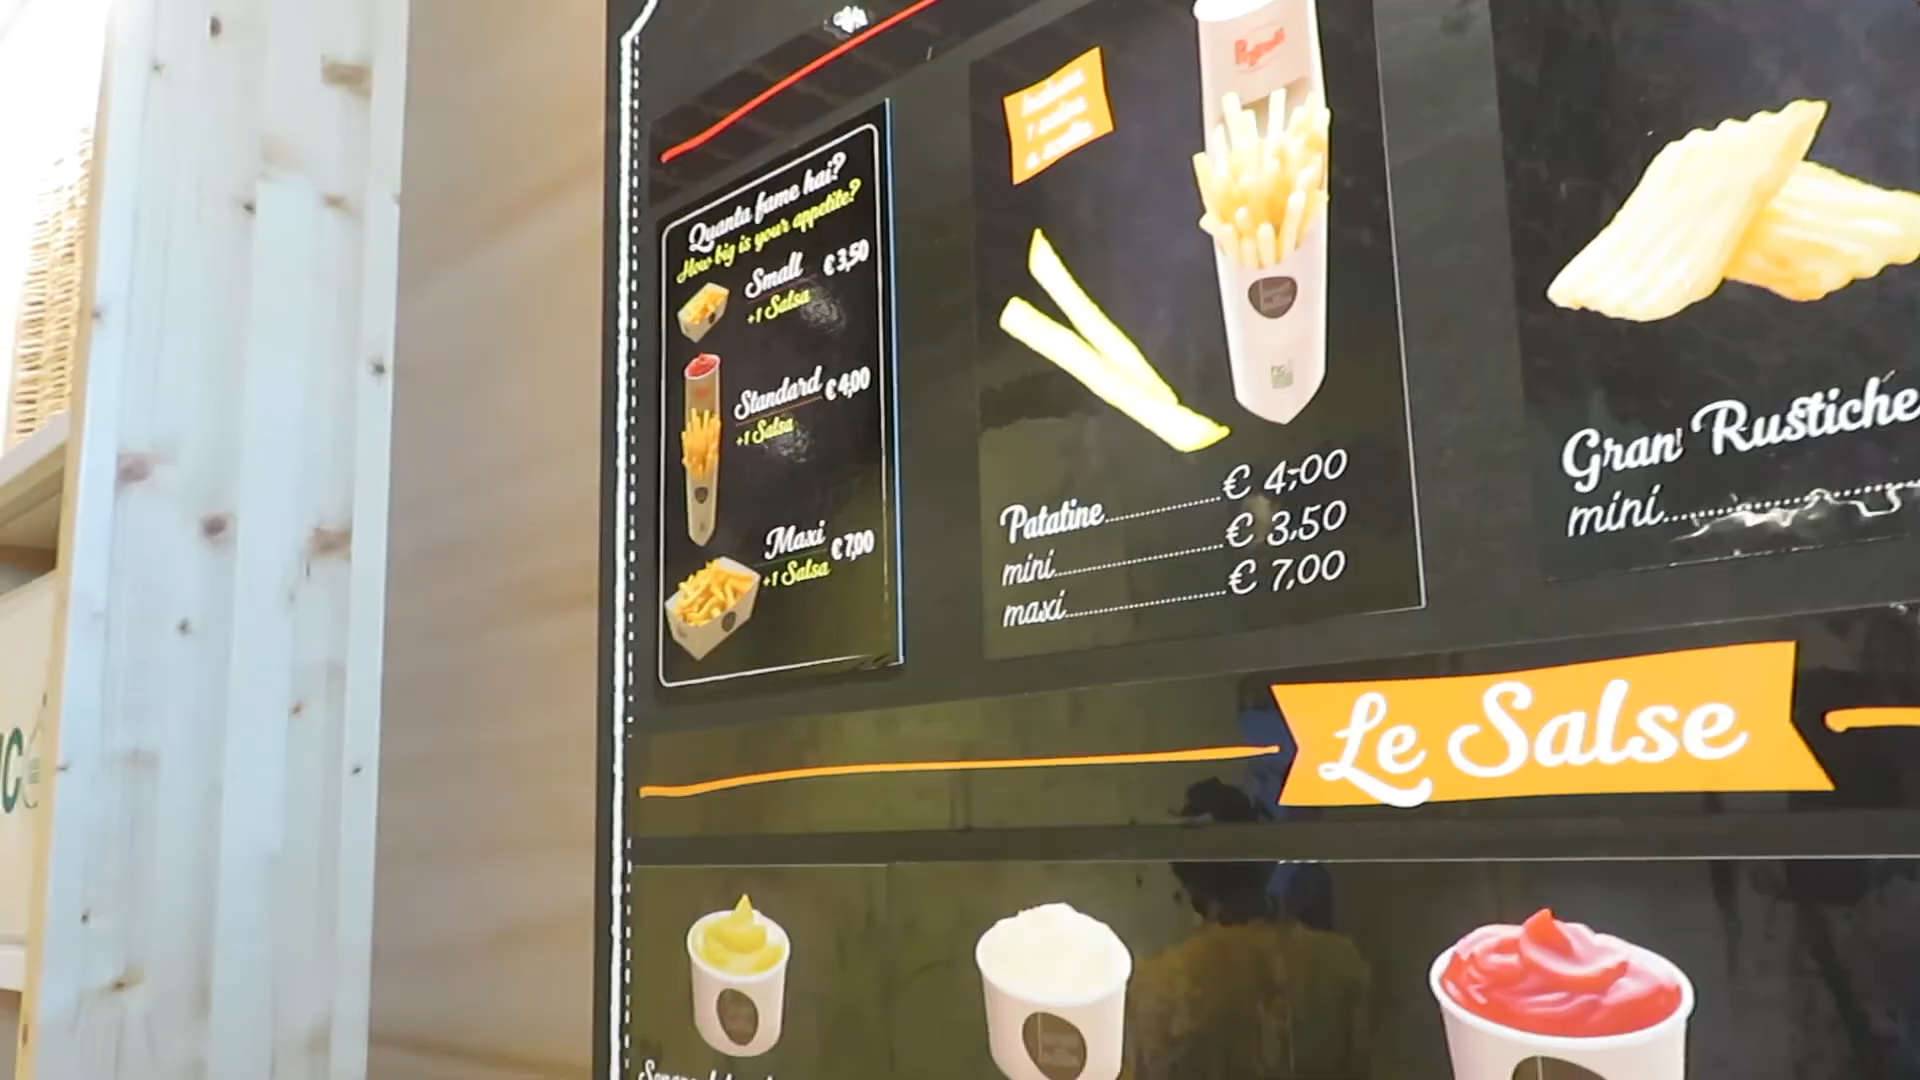 Quanta fame hai?
How big is your appetite?
Small € 3,50
+1 Salsa
Standard € 4,00
+1 Salsa
Maxi € 7,00
+1 Salsa
Patatine..........€ 4,00
mini..........€ 3,50
maxi..........€ 7,00
Gran Rustiche
mini..........
Le Salse